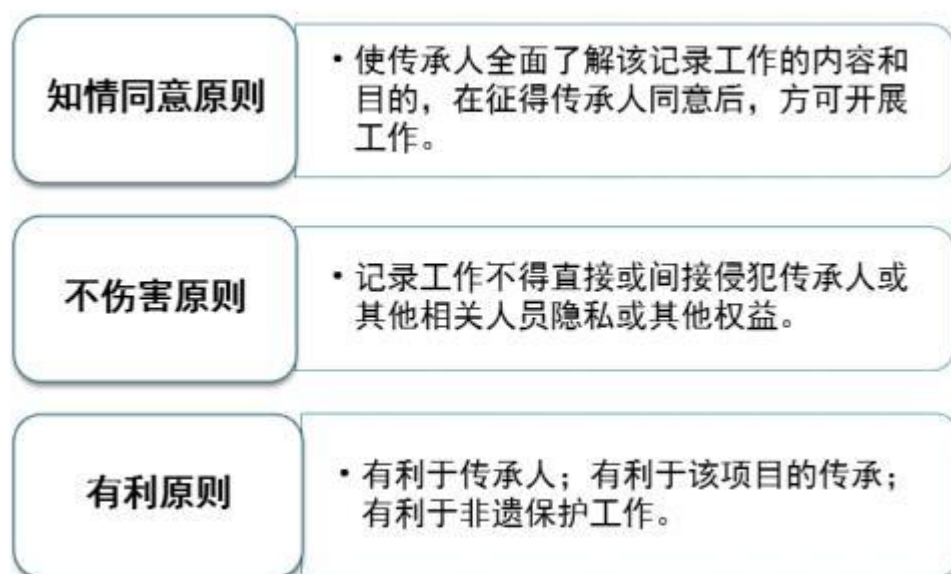 知情同意原则
• 使传承人全面了解该记录工作的内容和
目的，在征得传承人同意后，方可开展
工作。
不伤害原则
• 记录工作不得直接或间接侵犯传承人或
其他相关人员隐私或其他权益。
有利原则
• 有利于传承人；有利于该项目的传承；
有利于非遗保护工作。